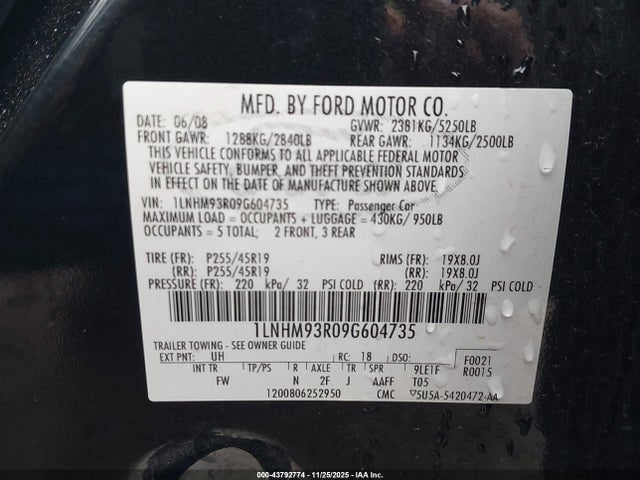 MFD. BY FORD MOTOR CO.
DATE: 06/08 GVWR: 2381KG/5250LB
FRONT GAWR: 1288KG/2840LB REAR GAWR: 1134KG/2500LB
THIS VEHICLE CONFORMS TO ALL APPLICABLE FEDERAL MOTOR
VEHICLE SAFETY, BUMPER, AND THEFT PREVENTION STANDARDS
IN EFFECT ON THE DATE OF MANUFACTURE SHOWN ABOVE.
VIN: 1LNHM93R09G604735 TYPE: Passenger Car
MAXIMUM LOAD = OCCUPANTS + LUGGAGE = 430KG/ 950LB
OCCUPANTS = 5 TOTAL; 2 FRONT, 3 REAR
TIRE (FR): P255/45R19 RIMS (FR): 19X8.0J
(RR): P255/45R19 (RR): 19X8.0J
PRESSURE (FR): 220 kPa/ 32 PSI COLD (RR): 220 kPa/ 32 PSI COLD
1LNHM93R09G604735
TRAILER TOWING - SEE OWNERS GUIDE
EXT PNT: UH RC: 18 DSO: F0021
INT TR TP/PS R AXLE TR SPR 9LE1F R0015
FW N 2F J AAFF T05
1200806252950 CMC ▽5U5A-5420472-AA
000-43792774 - 11/25/2025 - IAA Inc.